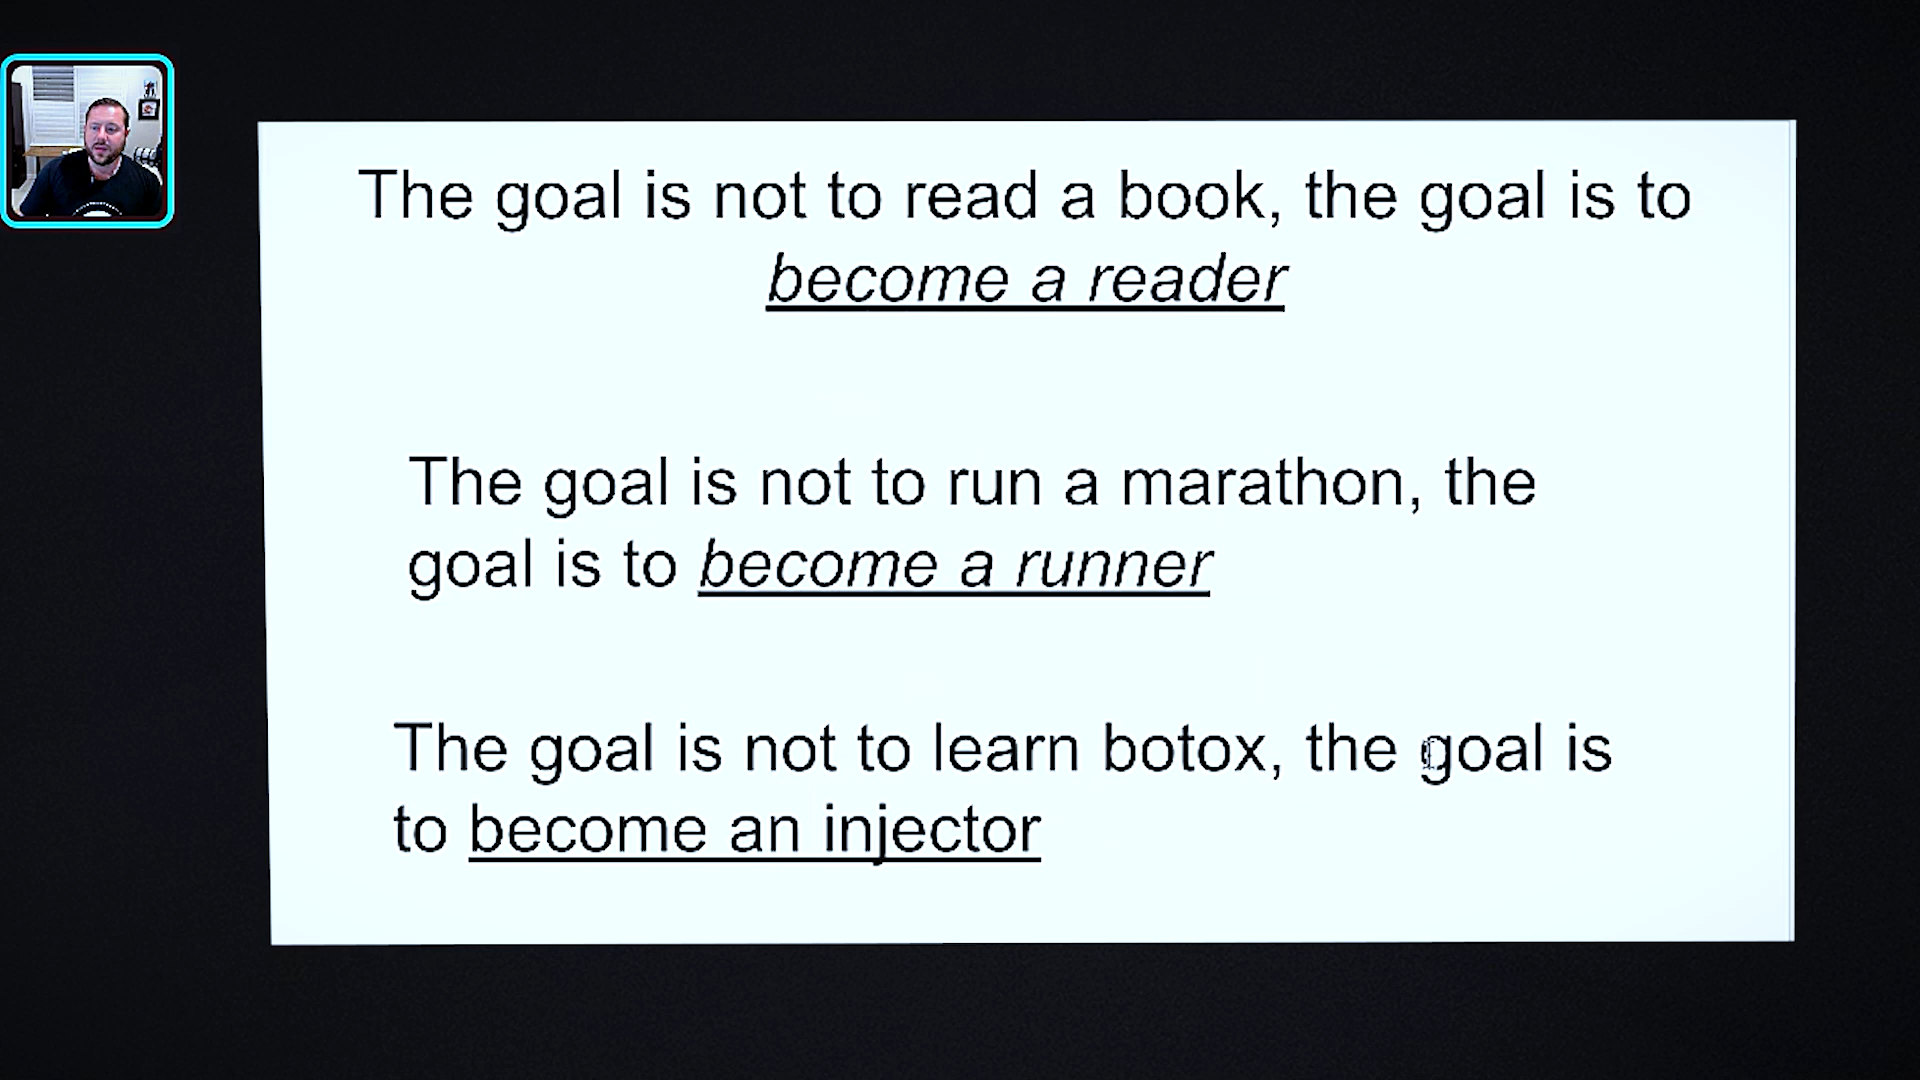 The goal is not to read a book, the goal is to
become a reader
The goal is not to run a marathon, the
goal is to become a runner
The goal is not to learn botox, the goal is
to become an injector